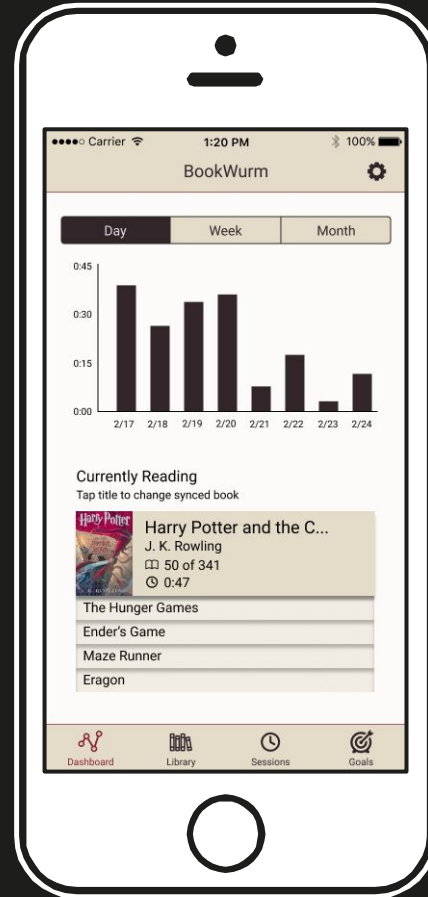 Carrier 1:20 PM 100%
BookWurm
Day Week Month
0:45
0:30
0:15
0:00
2/17 2/18 2/19 2/20 2/21 2/22 2/23 2/24
Currently Reading
Tap title to change synced book
Harry Potter
Harry Potter and the C...
J. K. Rowling
50 of 341
0:47
The Hunger Games
Ender's Game
Maze Runner
Eragon
Dashboard Library Sessions Goals